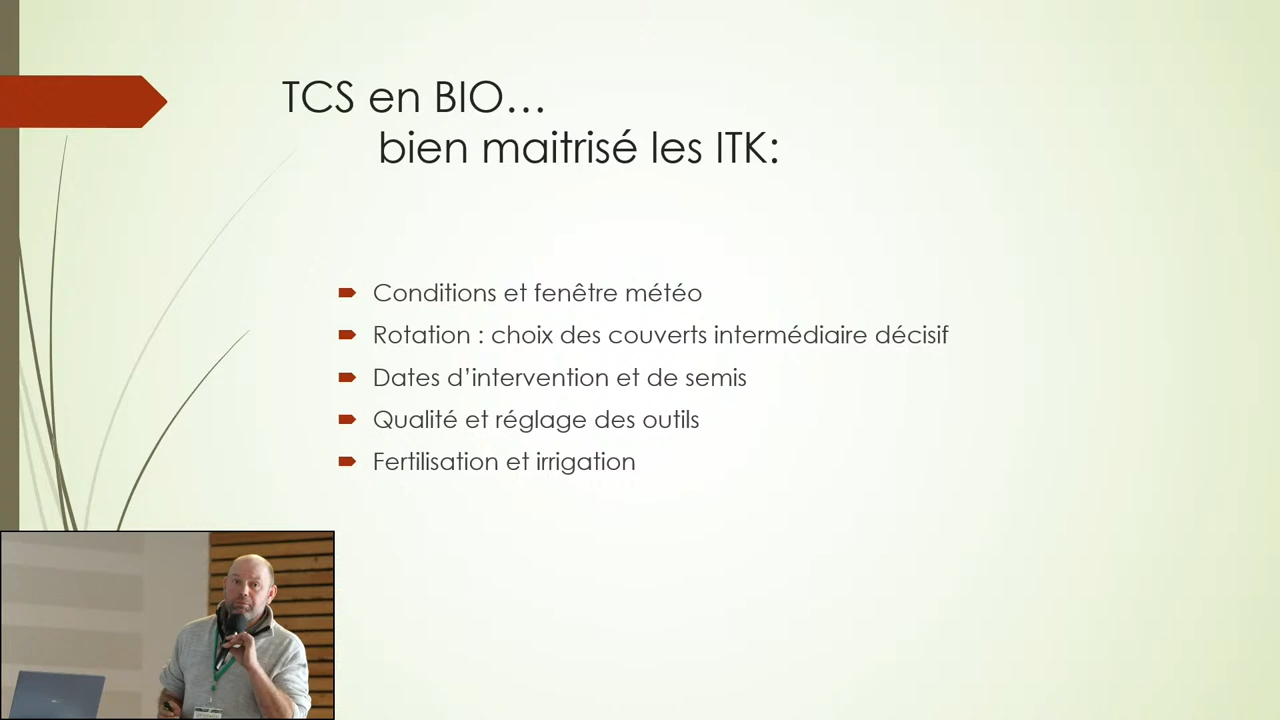 TCS en BIO…
bien maitrisé les ITK:
Conditions et fenêtre météo
Rotation : choix des couverts intermédiaire décisif
Dates d’intervention et de semis
Qualité et réglage des outils
Fertilisation et irrigation